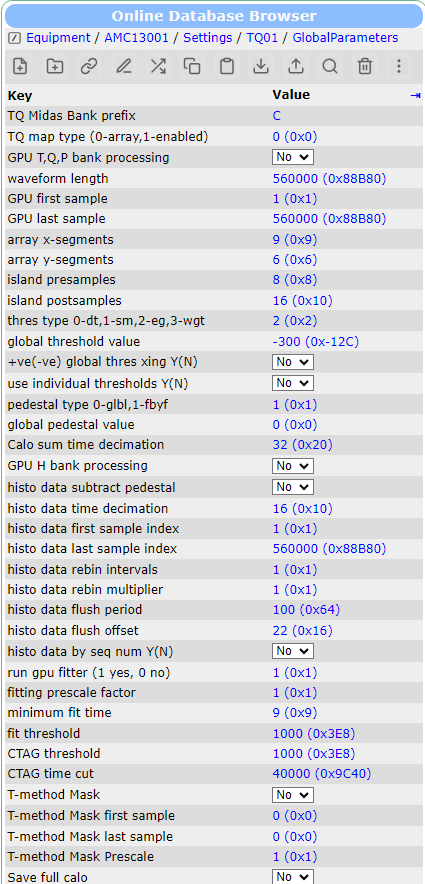 Online Database Browser
Equipment / AMC13001 / Settings / TQ01 / GlobalParameters
Key Value
TQ Midas Bank prefix C
TQ map type (0-array,1-enabled) 0 (0x0)
GPU T,Q,P bank processing No
waveform length 560000 (0x88B80)
GPU first sample 1 (0x1)
GPU last sample 560000 (0x88B80)
array x-segments 9 (0x9)
array y-segments 6 (0x6)
island presamples 8 (0x8)
island postsamples 16 (0x10)
thres type 0-dt,1-sm,2-eg,3-wgt 2 (0x2)
global threshold value -300 (0x-12C)
+ve(-ve) global thres xing Y(N) No
use individual thresholds Y(N) No
pedestal type 0-glbl,1-fbyf 1 (0x1)
global pedestal value 0 (0x0)
Calo sum time decimation 32 (0x20)
GPU H bank processing No
histo data subtract pedestal No
histo data time decimation 16 (0x10)
histo data first sample index 1 (0x1)
histo data last sample index 560000 (0x88B80)
histo data rebin intervals 1 (0x1)
histo data rebin multiplier 1 (0x1)
histo data flush period 100 (0x64)
histo data flush offset 22 (0x16)
histo data by seq num Y(N) No
run gpu fitter (1 yes, 0 no) 1 (0x1)
fitting prescale factor 1 (0x1)
minimum fit time 9 (0x9)
fit threshold 1000 (0x3E8)
CTAG threshold 1000 (0x3E8)
CTAG time cut 40000 (0x9C40)
T-method Mask No
T-method Mask first sample 0 (0x0)
T-method Mask last sample 0 (0x0)
T-method Mask Prescale 1 (0x1)
Save full calo No